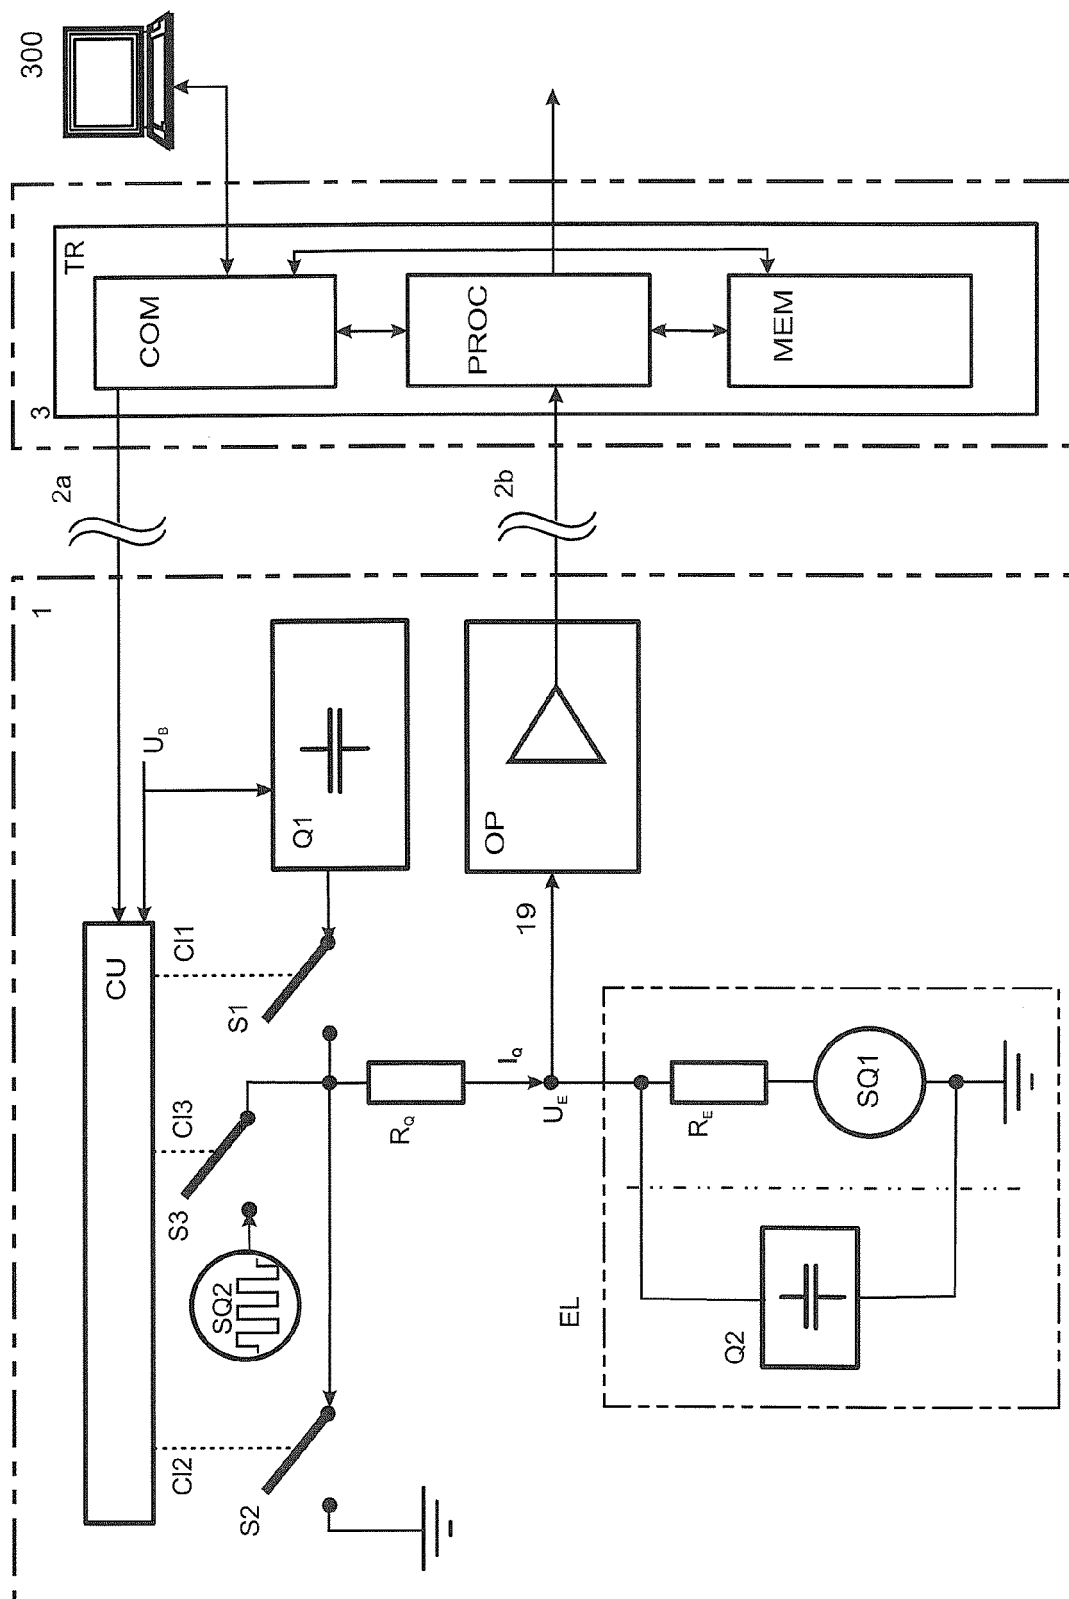 300
3
TR
COM
PROC
MEM
2a
2b
1
U_B
Q1
OP
19
CU
Cl1
Cl3
Cl2
S1
S3
S2
SQ2
R_Q
I_Q
U_E
R_E
SQ1
EL
Q2